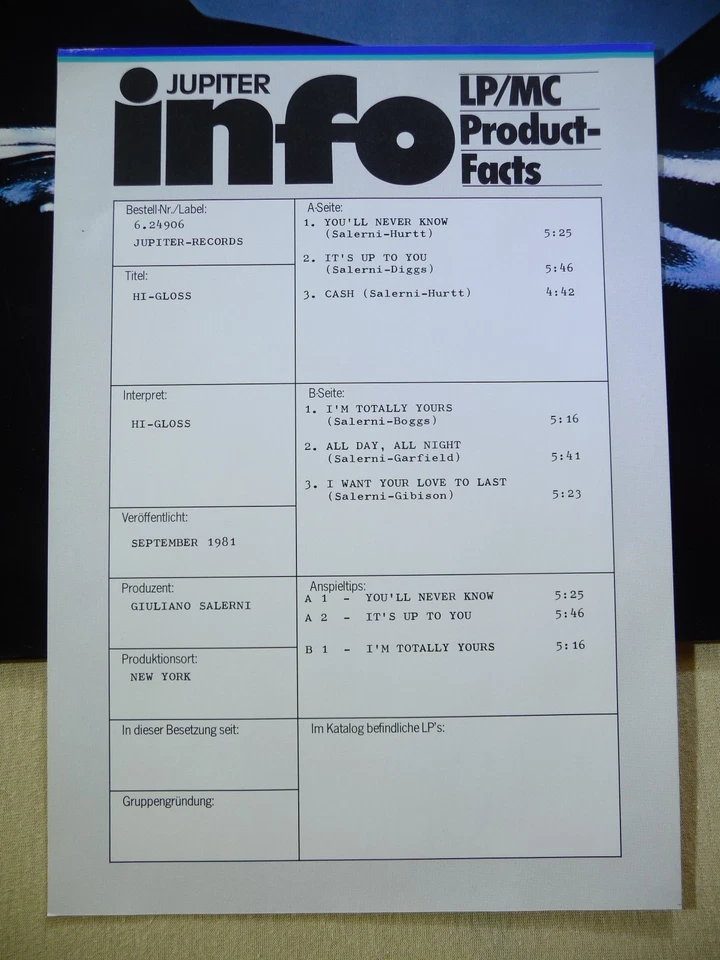 JUPITER
info
LP/MC
Product-
Facts
Bestell-Nr./Label:
6.24906
JUPITER-RECORDS
Titel:
HI-GLOSS
Interpret:
HI-GLOSS
Veröffentlicht:
SEPTEMBER 1981
Produzent:
GIULIANO SALERNI
Produktionsort:
NEW YORK
In dieser Besetzung seit:
Gruppengründung:
A-Seite:
1. YOU'LL NEVER KNOW
(Salerni-Hurtt) 5:25
2. IT'S UP TO YOU
(Salerni-Diggs) 5:46
3. CASH (Salerni-Hurtt) 4:42
B-Seite:
1. I'M TOTALLY YOURS
(Salerni-Boggs) 5:16
2. ALL DAY, ALL NIGHT
(Salerni-Garfield) 5:41
3. I WANT YOUR LOVE TO LAST
(Salerni-Gibison) 5:23
Anspieltips:
A 1 - YOU'LL NEVER KNOW 5:25
A 2 - IT'S UP TO YOU 5:46
B 1 - I'M TOTALLY YOURS 5:16
Im Katalog befindliche LP's: